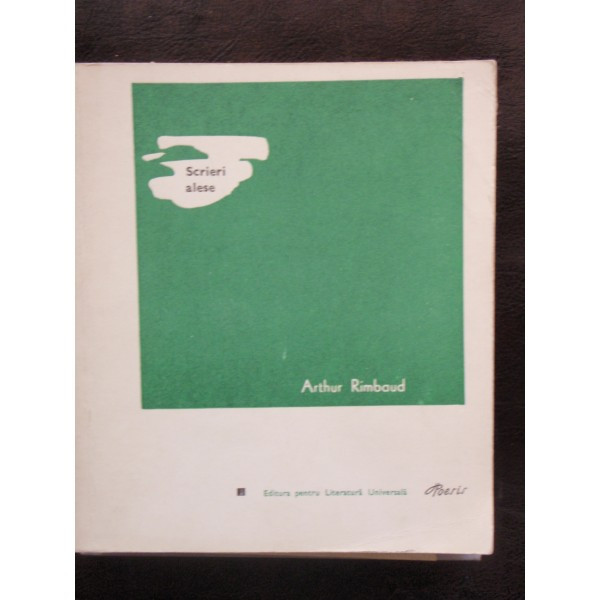 Scrieri
alese
Arthur Rimbaud
Editura pentru Literatură Universală
Poesis